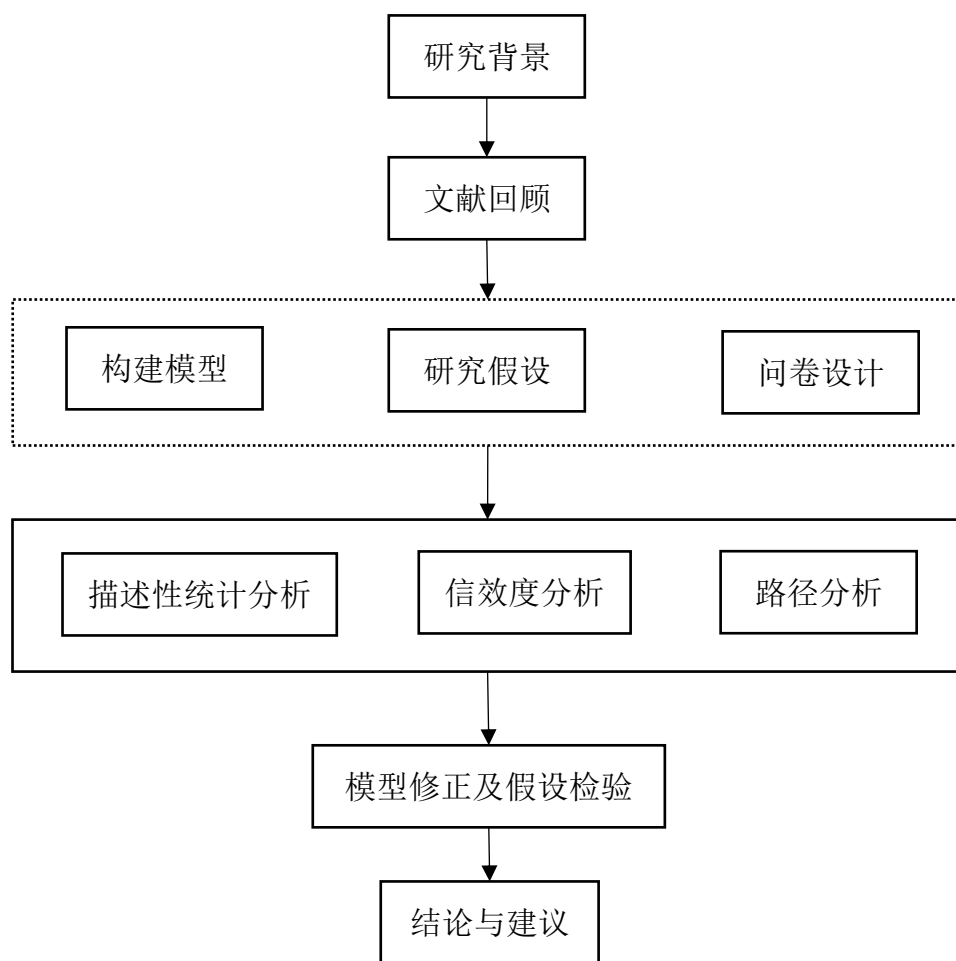 研究背景
文献回顾
构建模型
研究假设
问卷设计
描述性统计分析
信效度分析
路径分析
模型修正及假设检验
结论与建议